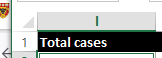 I
1 Total cases